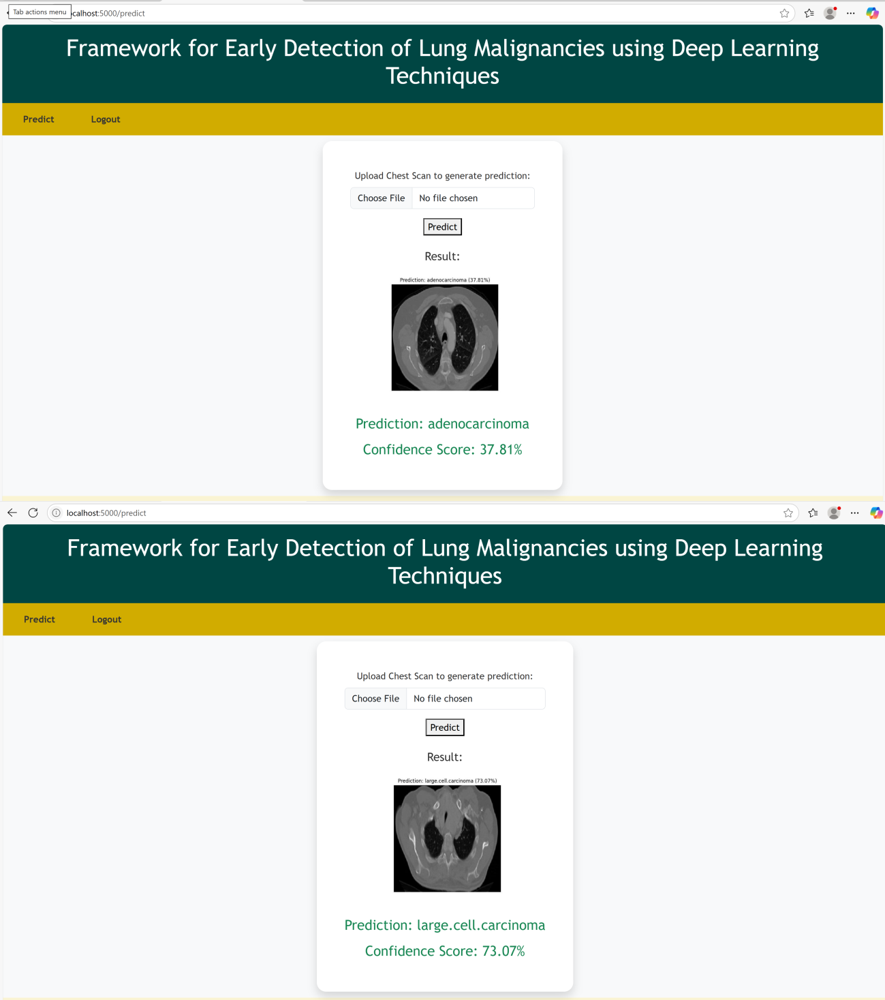 Tab actions menu
calhost:5000/predict
Framework for Early Detection of Lung Malignancies using Deep Learning
Techniques
Predict Logout
Upload Chest Scan to generate prediction:
Choose File No file chosen
Predict
Result:
Prediction: adenocarcinoma (37.81%)
Prediction: adenocarcinoma
Confidence Score: 37.81%
localhost:5000/predict
Framework for Early Detection of Lung Malignancies using Deep Learning
Techniques
Predict Logout
Upload Chest Scan to generate prediction:
Choose File No file chosen
Predict
Result:
Prediction: large.cell.carcinoma (73.07%)
Prediction: large.cell.carcinoma
Confidence Score: 73.07%